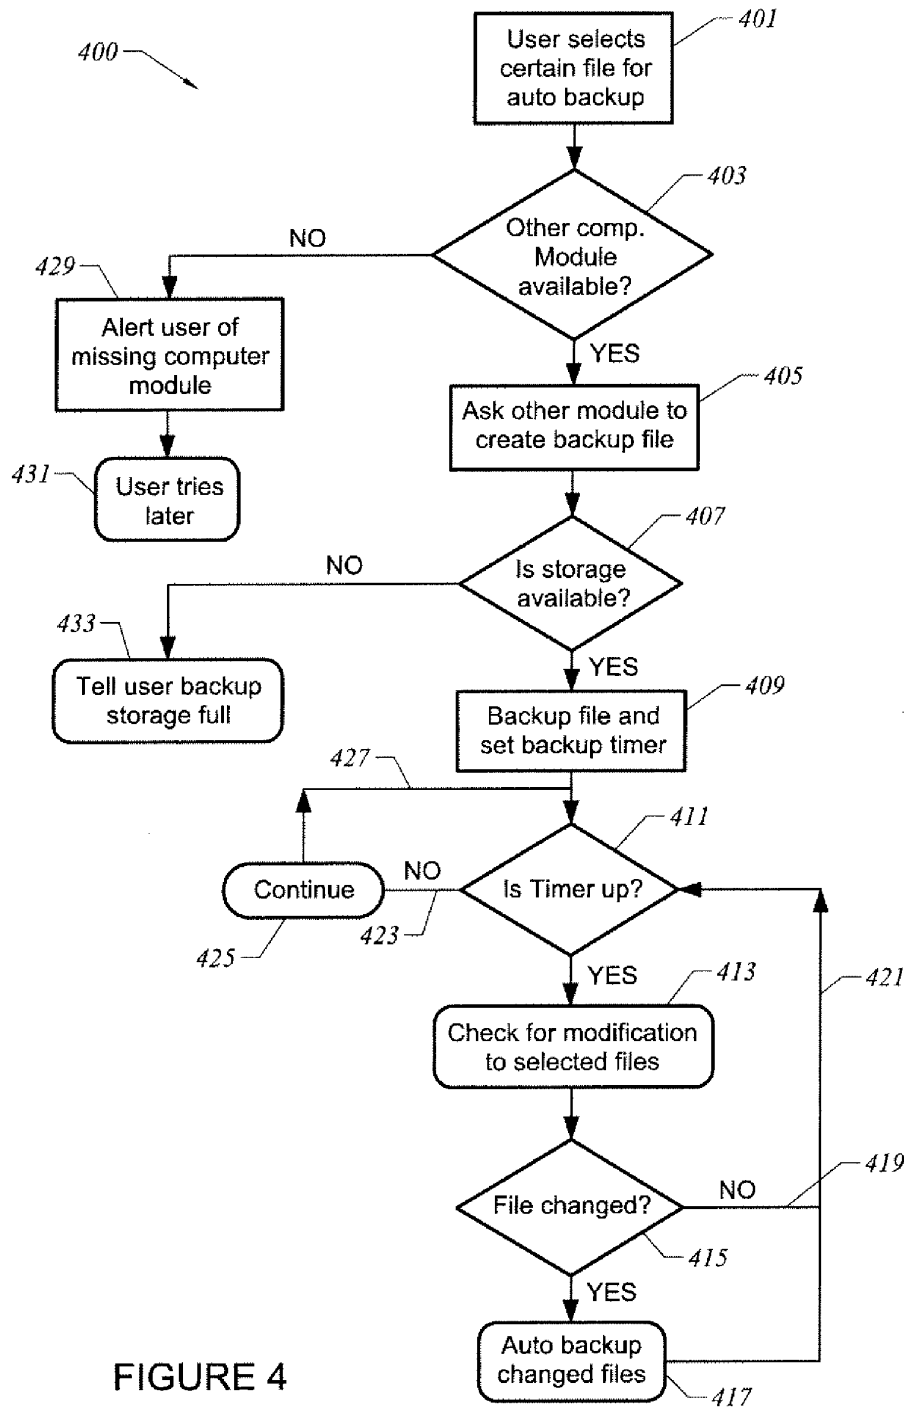 400
401
User selects
certain file for
auto backup
403
Other comp.
Module
available?
NO
429
Alert user of
missing computer
module
YES
405
Ask other module to
create backup file
431
User tries
later
407
Is storage
available?
NO
433
Tell user backup
storage full
YES
409
Backup file and
set backup timer
427
411
Is Timer up?
NO
Continue
423
425
YES
413
421
Check for modification
to selected files
419
File changed?
NO
415
YES
Auto backup
changed files
417
FIGURE 4